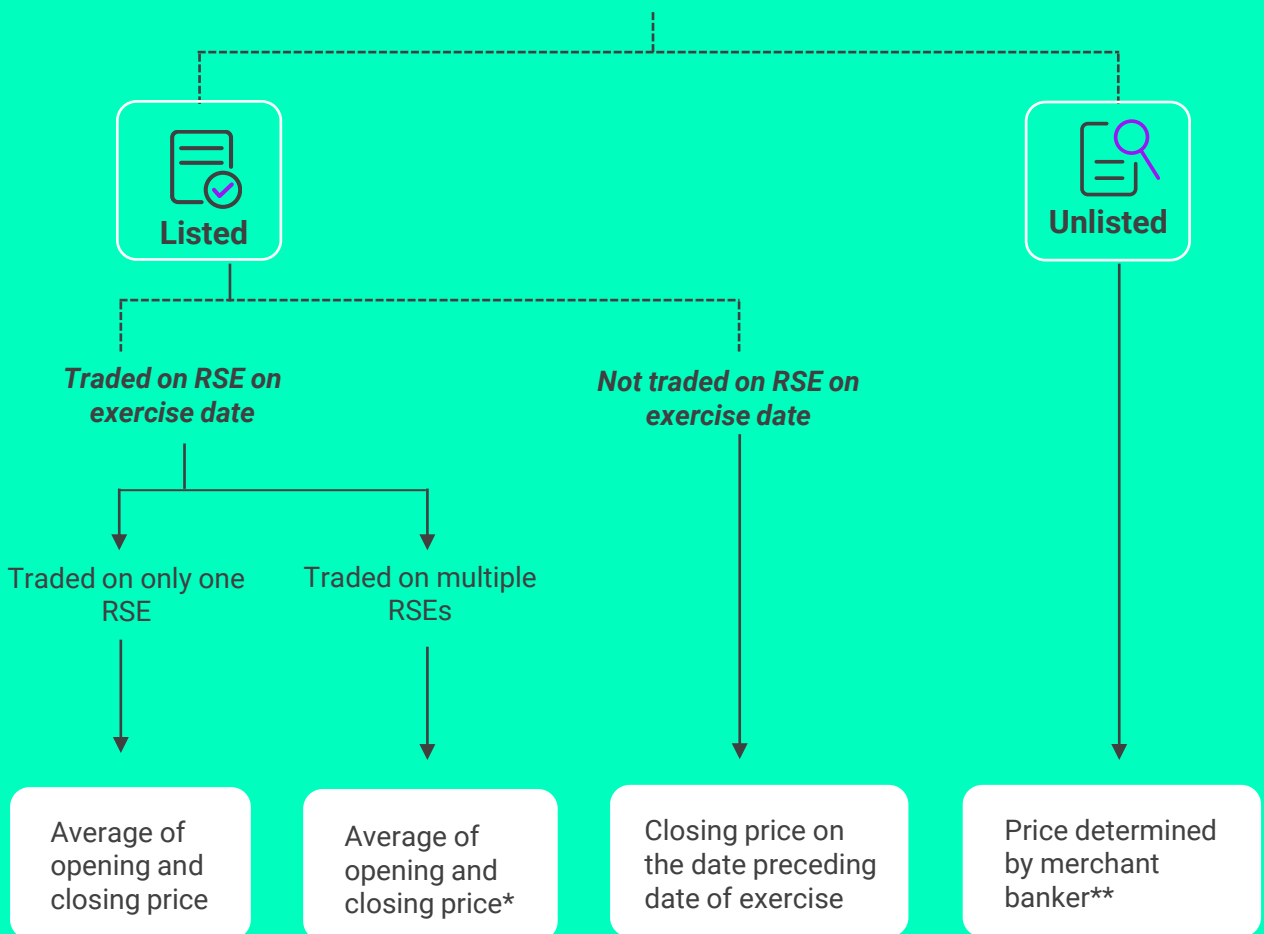 Listed
Unlisted
Traded on RSE on
exercise date
Not traded on RSE on
exercise date
Traded on only one
RSE
Traded on multiple
RSEs
Average of
opening and
closing price
Average of
opening and
closing price*
Closing price on
the date preceding
date of exercise
Price determined
by merchant
banker**